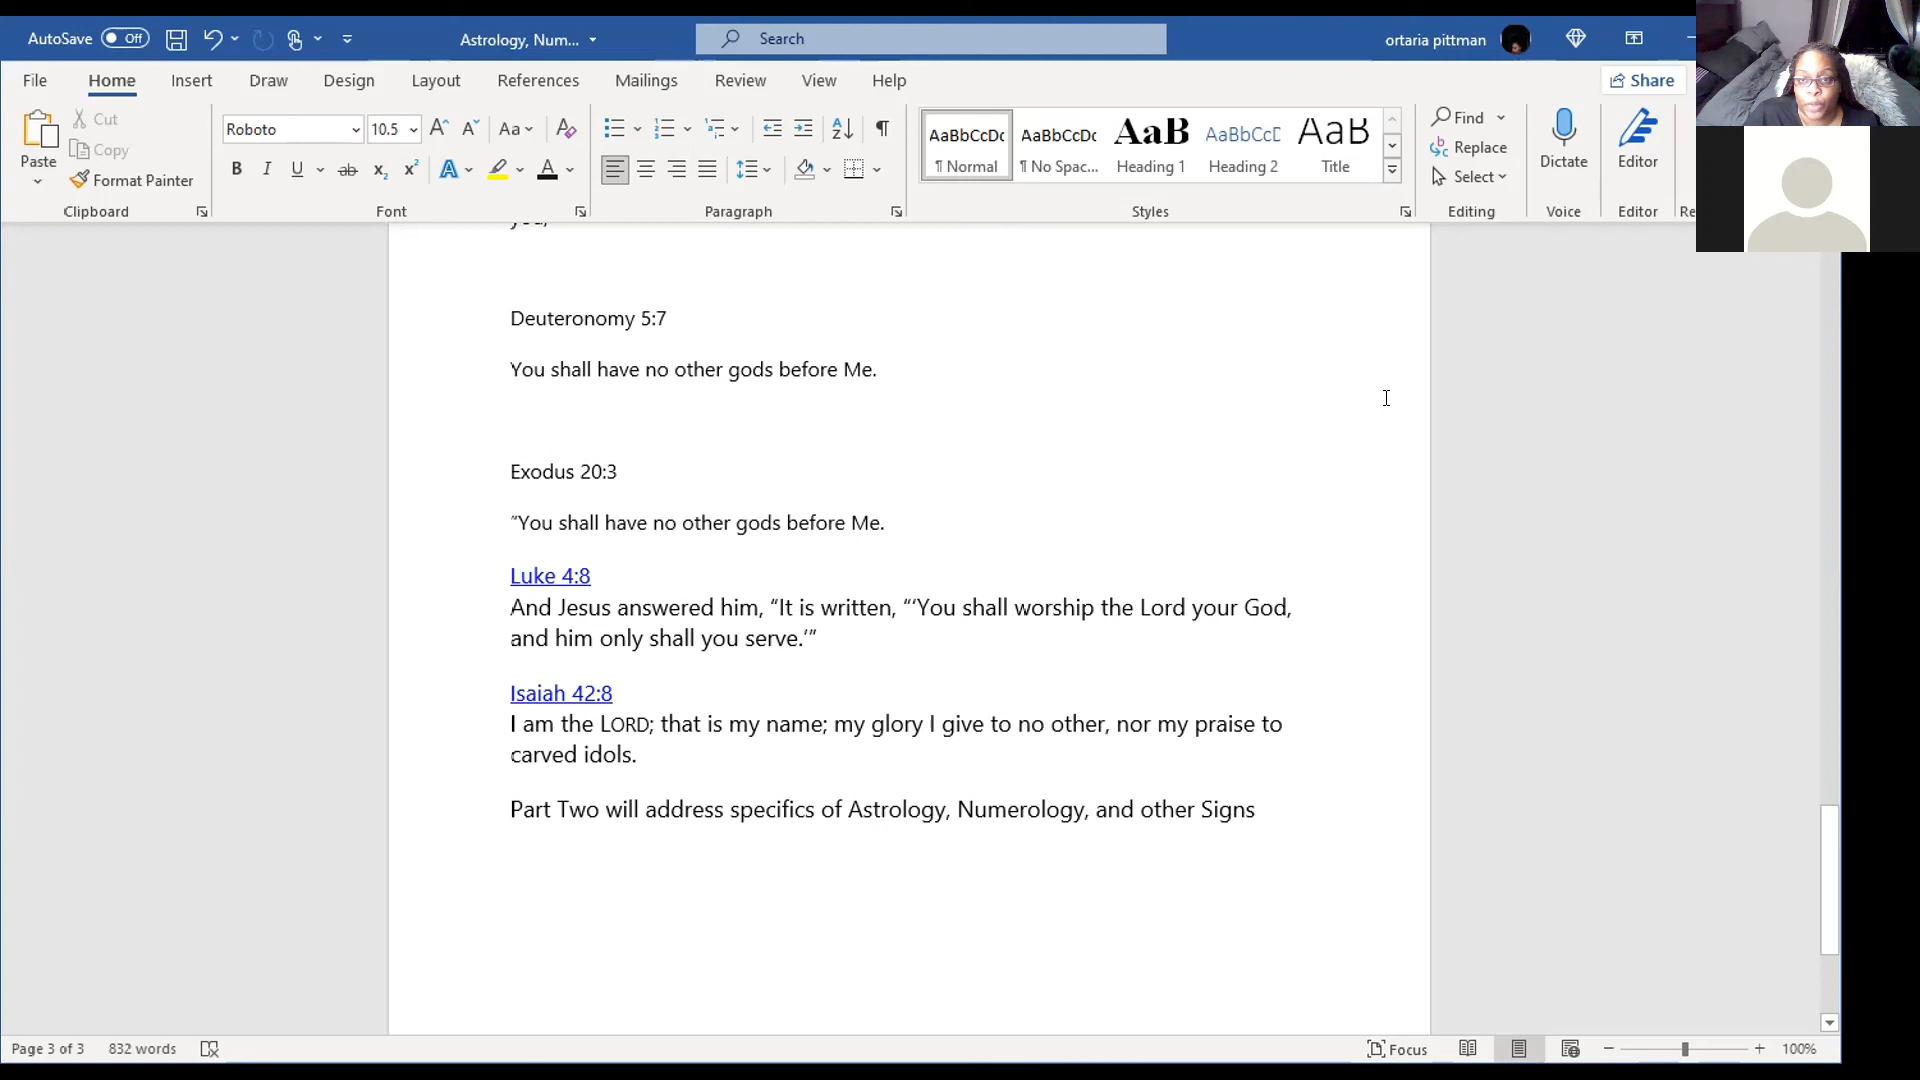 AutoSave Off Astrology, Num... Search ortaria pittman
File Home Insert Draw Design Layout References Mailings Review View Help Share
Paste Cut Copy Format Painter
Clipboard
Roboto 10.5 Aa
B I U ab x₂ x² A A
Font
Paragraph
AaBbCcDc AaBbCcDc AaB AaBbCcD AaB
¶ Normal ¶ No Spac... Heading 1 Heading 2 Title
Styles
Find
Replace
Select
Editing
Dictate
Voice
Editor
Editor
Re
you,
Deuteronomy 5:7
You shall have no other gods before Me.
Exodus 20:3
“You shall have no other gods before Me.
Luke 4:8
And Jesus answered him, “It is written, “‘You shall worship the Lord your God,
and him only shall you serve.’”
Isaiah 42:8
I am the LORD; that is my name; my glory I give to no other, nor my praise to
carved idols.
Part Two will address specifics of Astrology, Numerology, and other Signs
Page 3 of 3 832 words Focus 100%